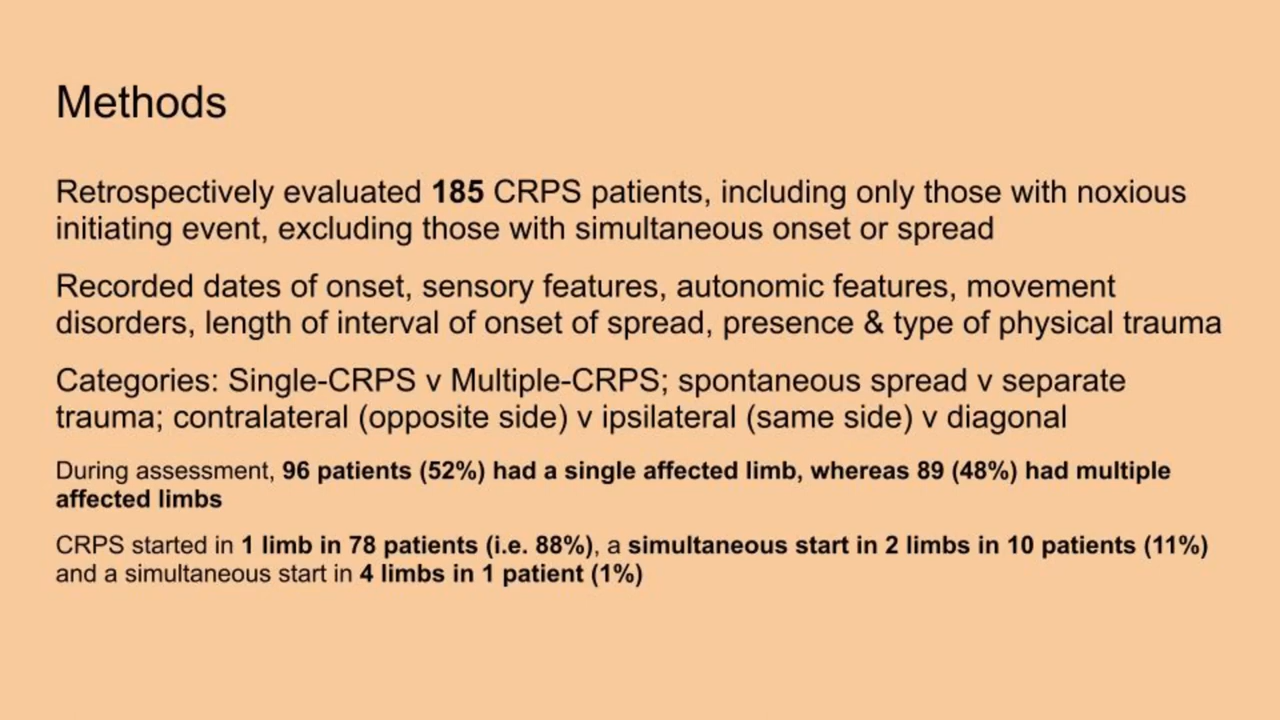 Methods
Retrospectively evaluated 185 CRPS patients, including only those with noxious
initiating event, excluding those with simultaneous onset or spread
Recorded dates of onset, sensory features, autonomic features, movement
disorders, length of interval of onset of spread, presence & type of physical trauma
Categories: Single-CRPS v Multiple-CRPS; spontaneous spread v separate
trauma; contralateral (opposite side) v ipsilateral (same side) v diagonal
During assessment, 96 patients (52%) had a single affected limb, whereas 89 (48%) had multiple
affected limbs
CRPS started in 1 limb in 78 patients (i.e. 88%), a simultaneous start in 2 limbs in 10 patients (11%)
and a simultaneous start in 4 limbs in 1 patient (1%)